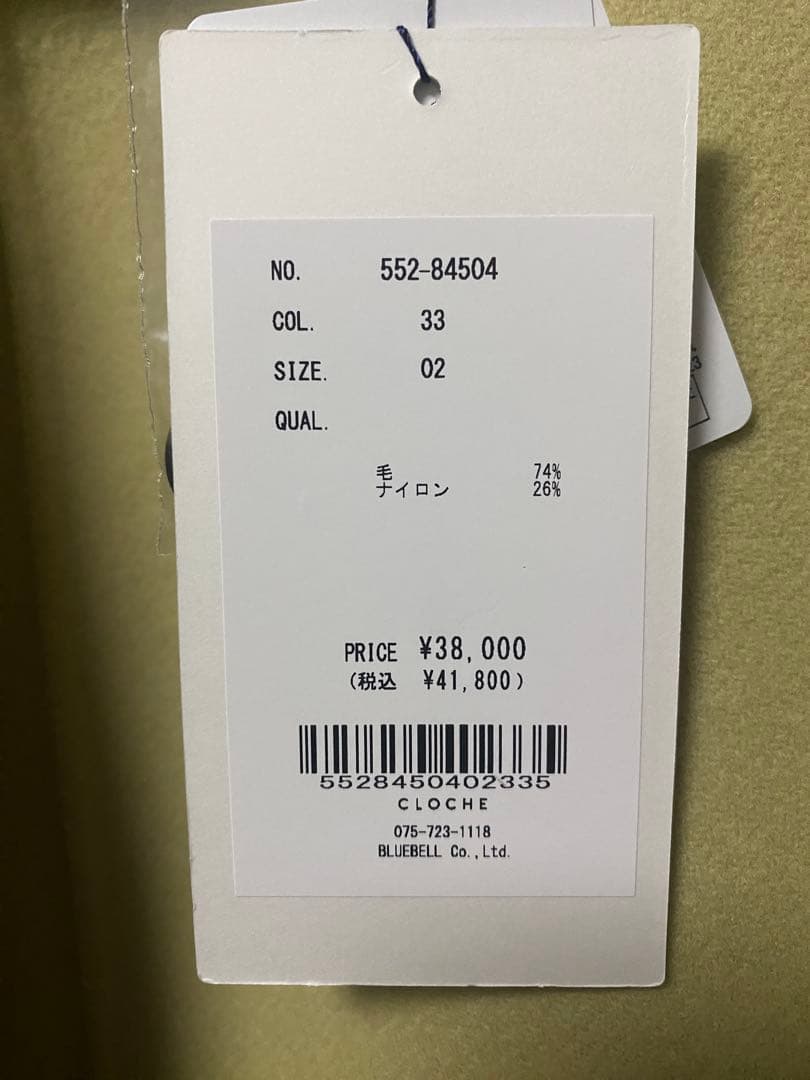 NO. 552-84504
COL. 33
SIZE. 02
QUAL.
毛 74%
ナイロン 26%
PRICE ¥38,000
(税込 ¥41,800)
5528450402335
CLOCHE
075-723-1118
BLUEBELL Co.,Ltd.